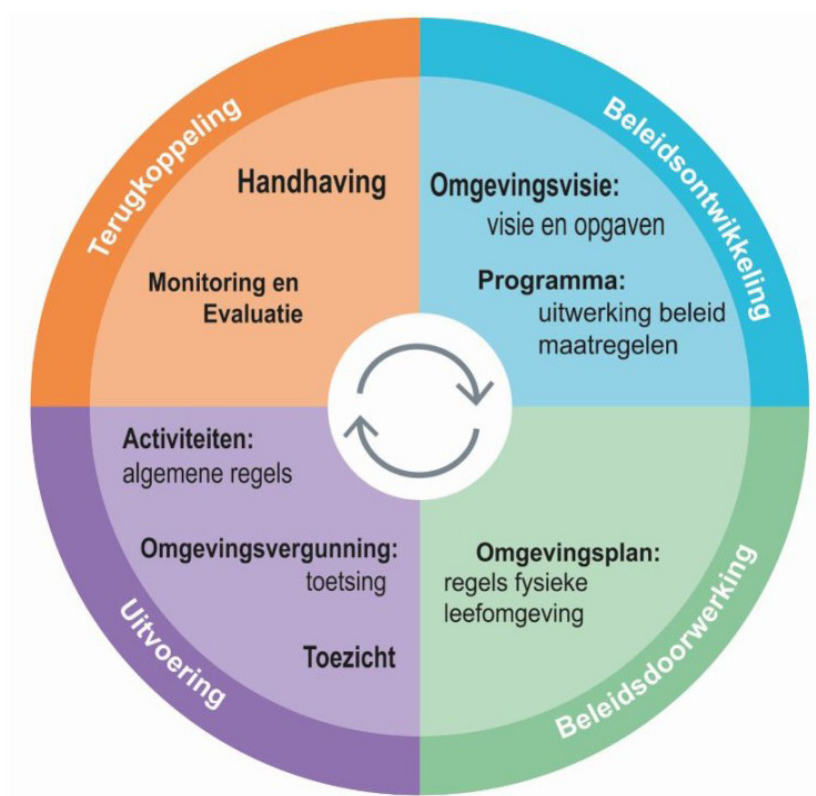 Terugkoppeling
Handhaving
Monitoring en
Evaluatie
Beleidsontwikkeling
Omgevingsvisie:
visie en opgaven
Programma:
uitwerking beleid
maatregelen
Uitvoering
Activiteiten:
algemene regels
Omgevingsvergunning:
toetsing
Toezicht
Beleidsdoorwerking
Omgevingsplan:
regels fysieke
leefomgeving